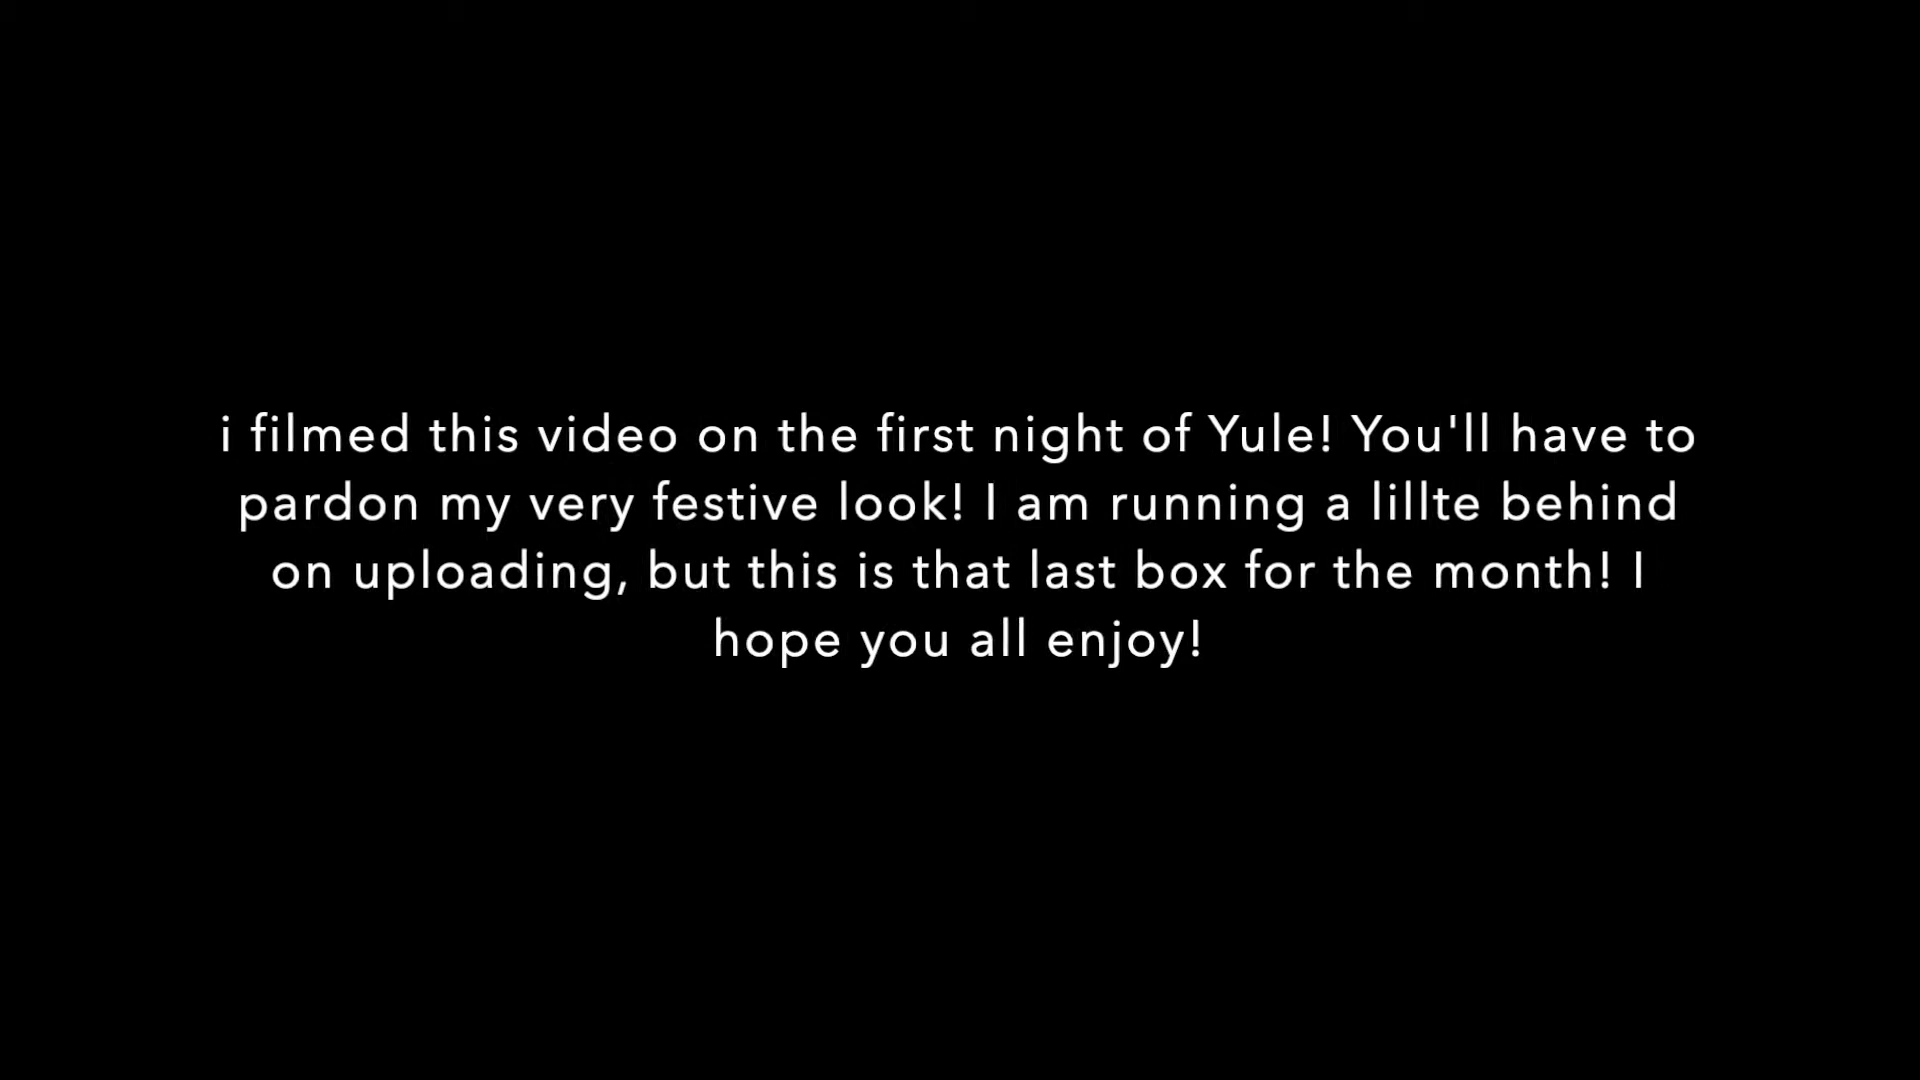 i filmed this video on the first night of Yule! You'll have to
pardon my very festive look! I am running a lillte behind
on uploading, but this is that last box for the month! I
hope you all enjoy!